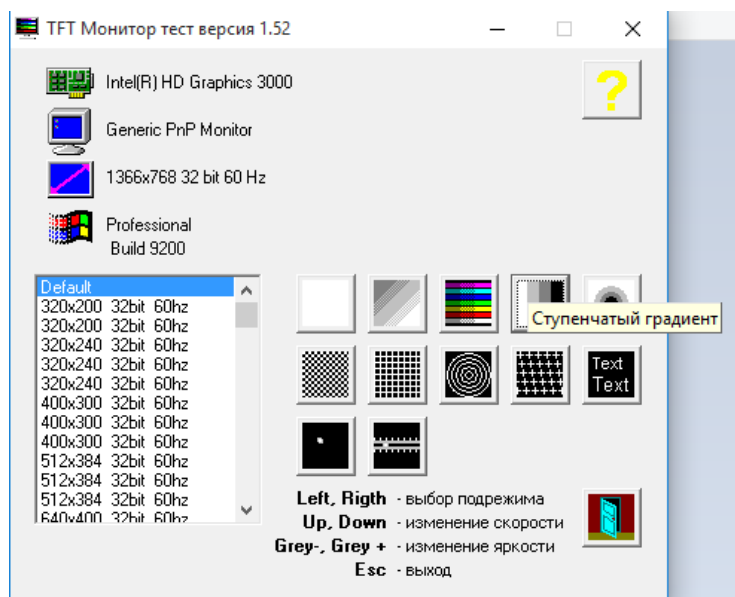 TFT Монитор тест версия 1.52
Intel(R) HD Graphics 3000
Generic PnP Monitor
1366x768 32 bit 60 Hz
Professional
Build 9200
Default
320x200 32bit 60hz
320x200 32bit 60hz
320x240 32bit 60hz
320x240 32bit 60hz
320x240 32bit 60hz
400x300 32bit 60hz
400x300 32bit 60hz
400x300 32bit 60hz
512x384 32bit 60hz
512x384 32bit 60hz
512x384 32bit 60hz
640x400 32bit 60hz
?
Ступенчатый градиент
Text
Text
Left, Rigth - выбор подрежима
Up, Down - изменение скорости
Grey-, Grey + - изменение яркости
Esc - выход